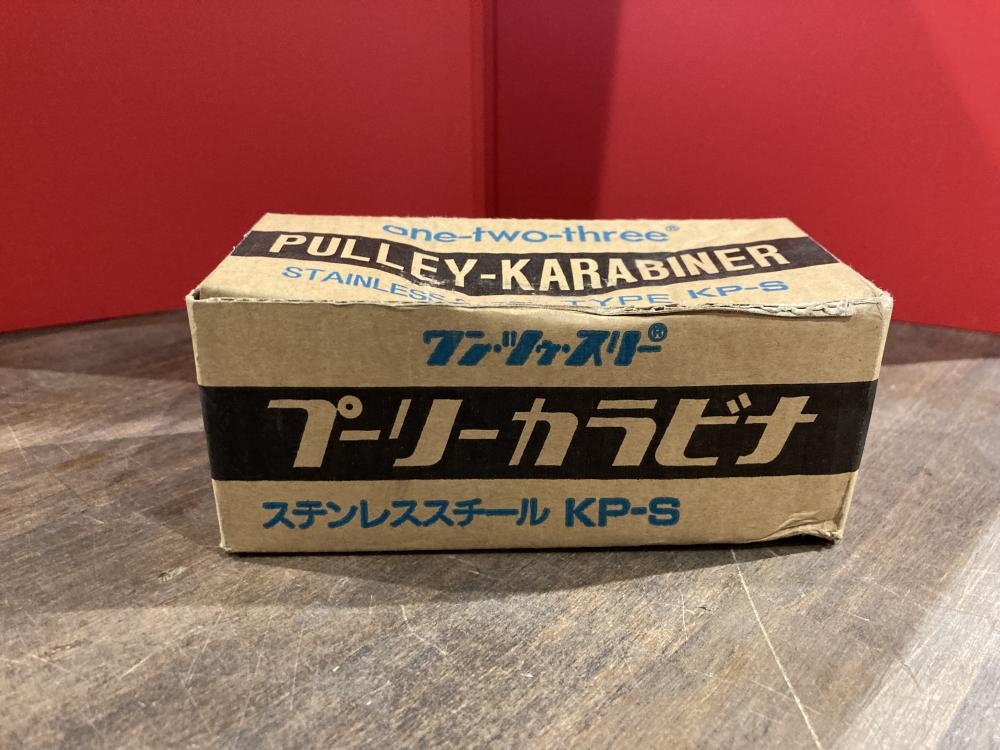 one-two-three®
PULLEY-KARABINER
STAINLESS TYPE KP-S
ワン・ツゥ・スリー®
プーリーカラビナ
ステンレススチール KP-S